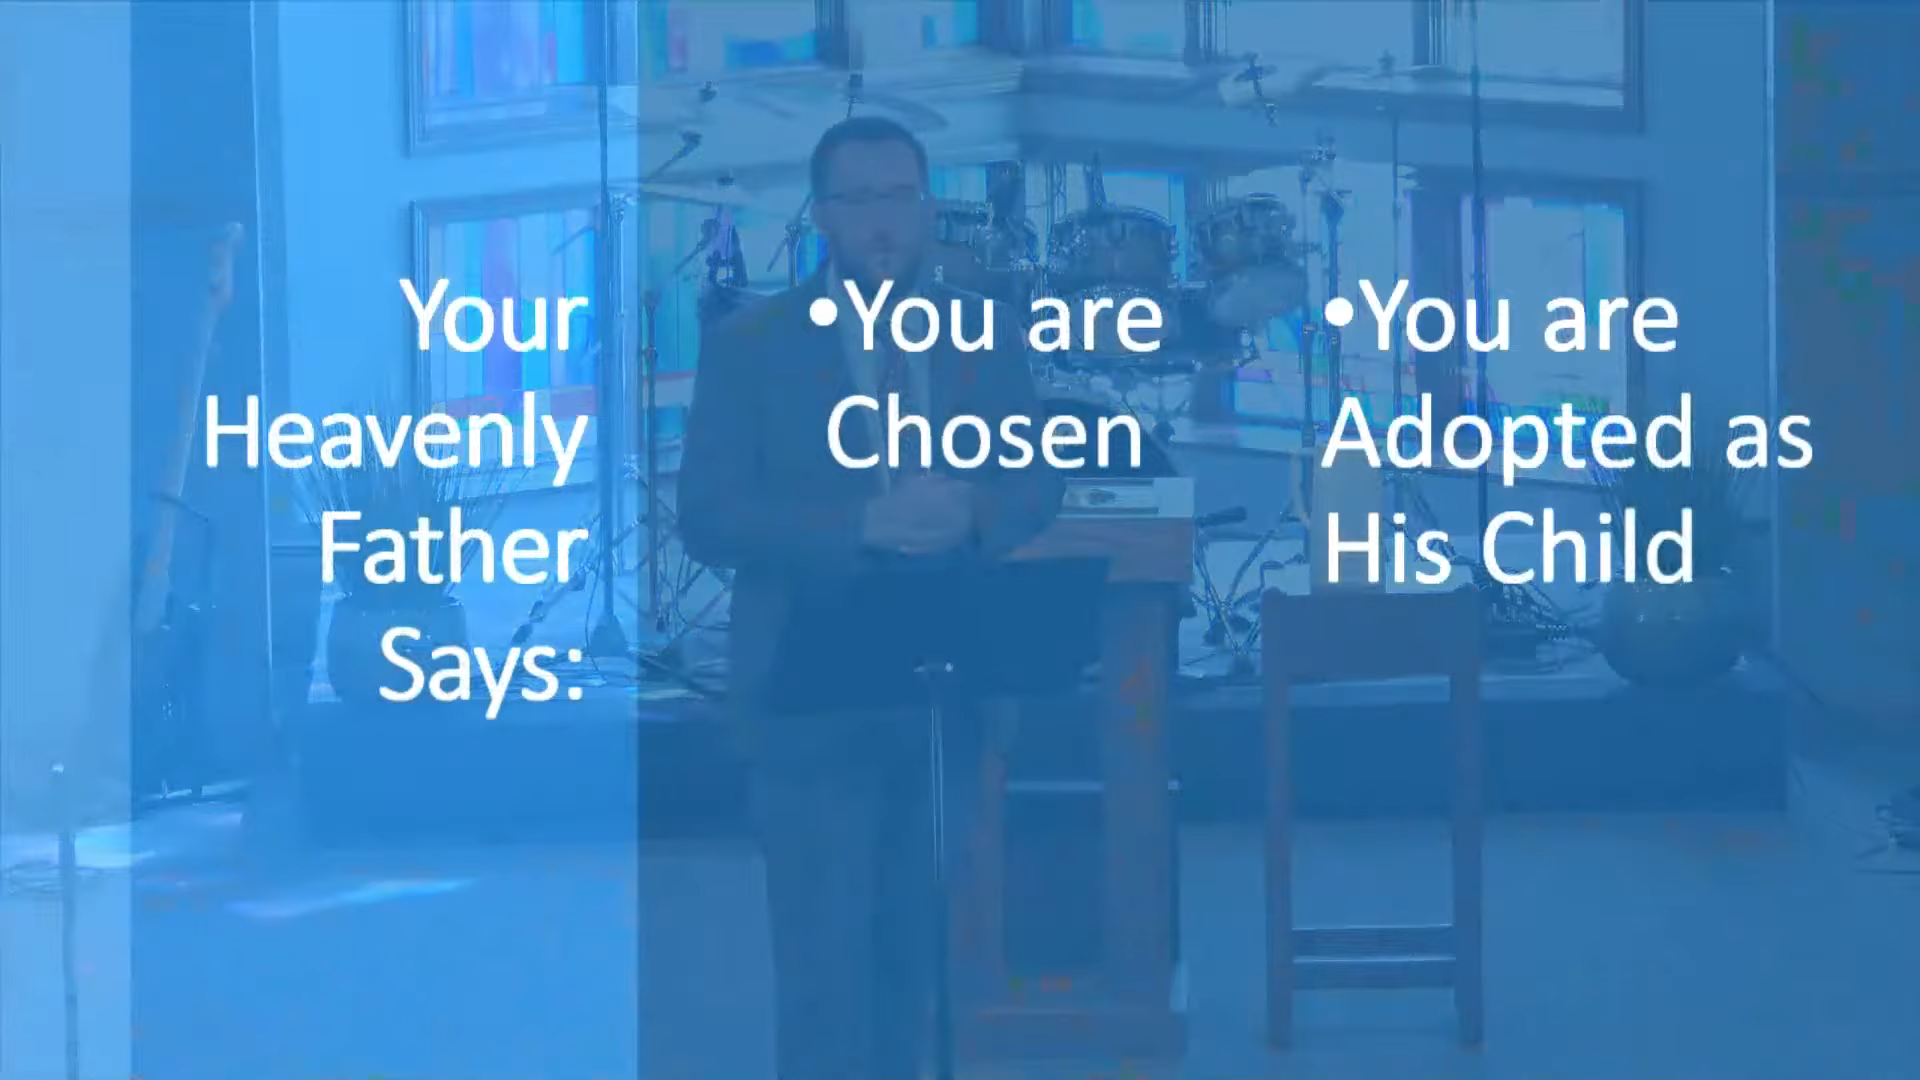 Your
Heavenly
Father
Says:
•You are
Chosen
•You are
Adopted as
His Child